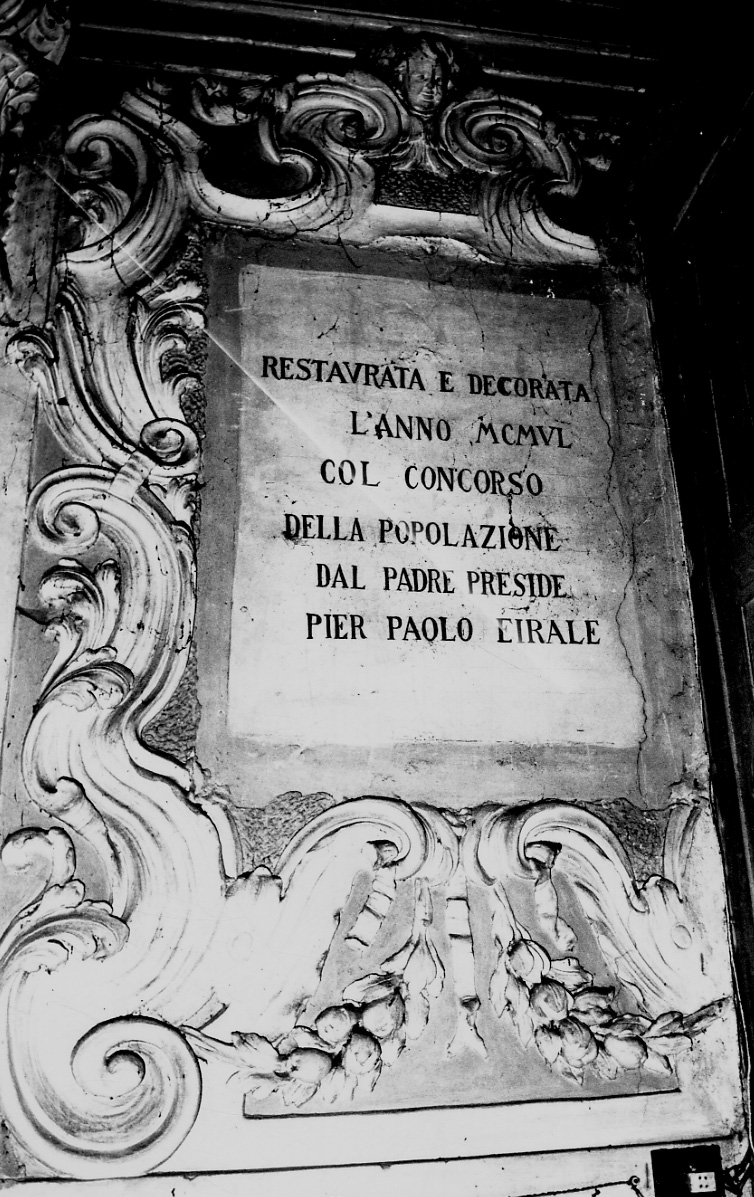 RESTAVRATA E DECORATA
L'ANNO MCMVL
COL CONCORSO
DELLA POPOLAZIONE
DAL PADRE PRESIDE
PIER PAOLO EIRALE